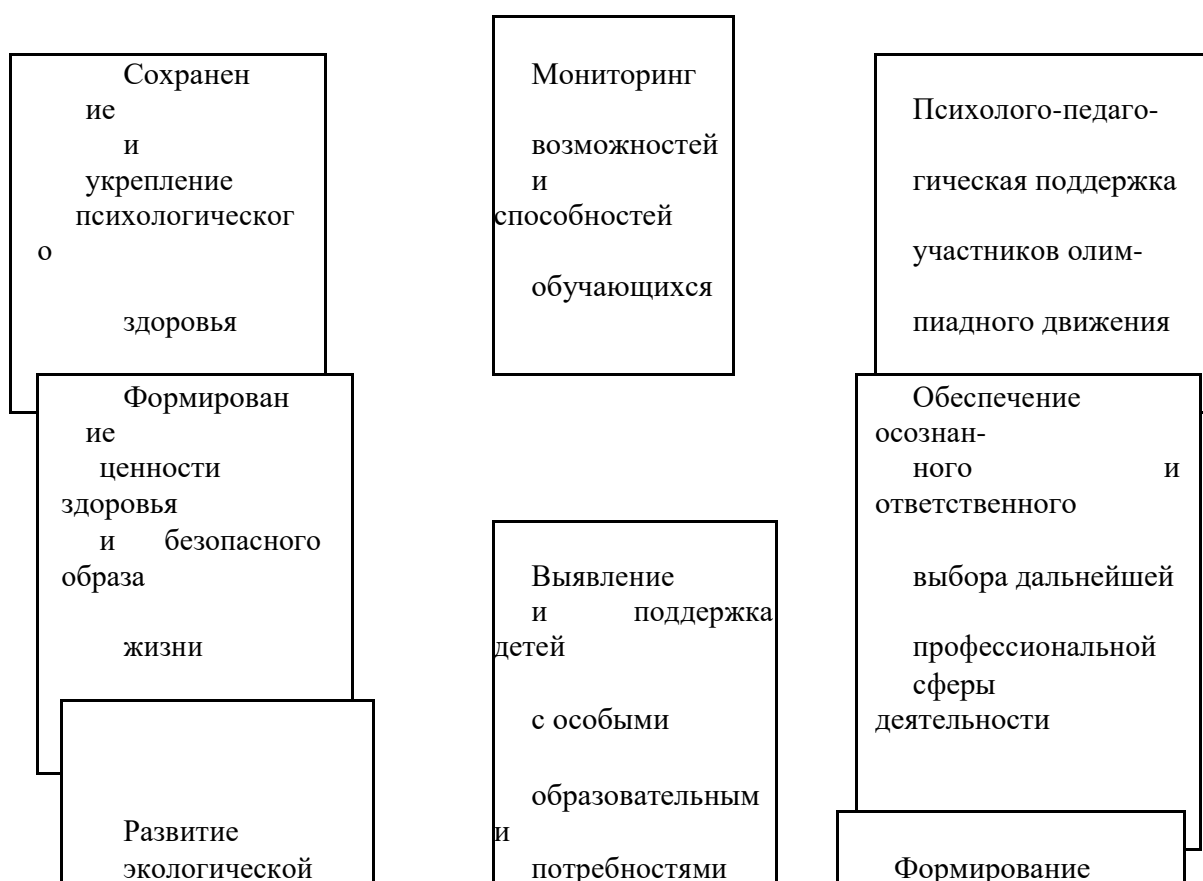 Сохранен
ие
и
укрепление
психологическог
о
здоровья
Мониторинг
возможностей
и
способностей
обучающихся
Психолого-педаго-
гическая поддержка
участников олим-
пиадного движения
Формирован
ие
ценности
здоровья
и безопасного
образа
жизни
Выявление
и поддержка
детей
с особыми
образовательным
и
потребностями
Обеспечение
осознан-
ного и
ответственного
выбора дальнейшей
профессиональной
сферы
деятельности
Развитие
экологической
Формирование